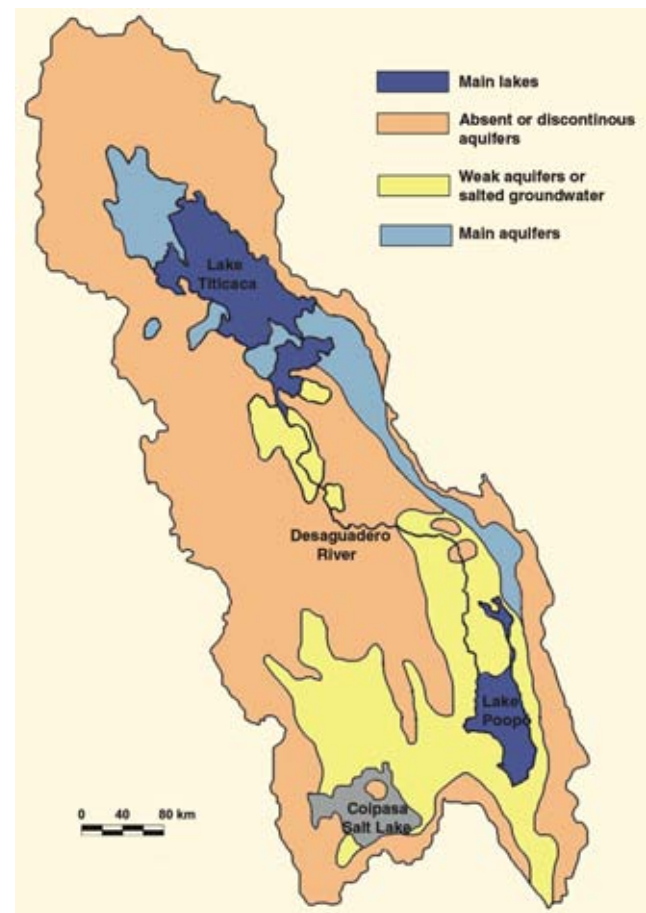 Main lakes
Absent or discontinous
aquifers
Weak aquifers or
salted groundwater
Main aquifers
Lake
Titicaca
Desaguadero
River
Lake
Poopó
Coipasa
Salt Lake
0 40 80 km